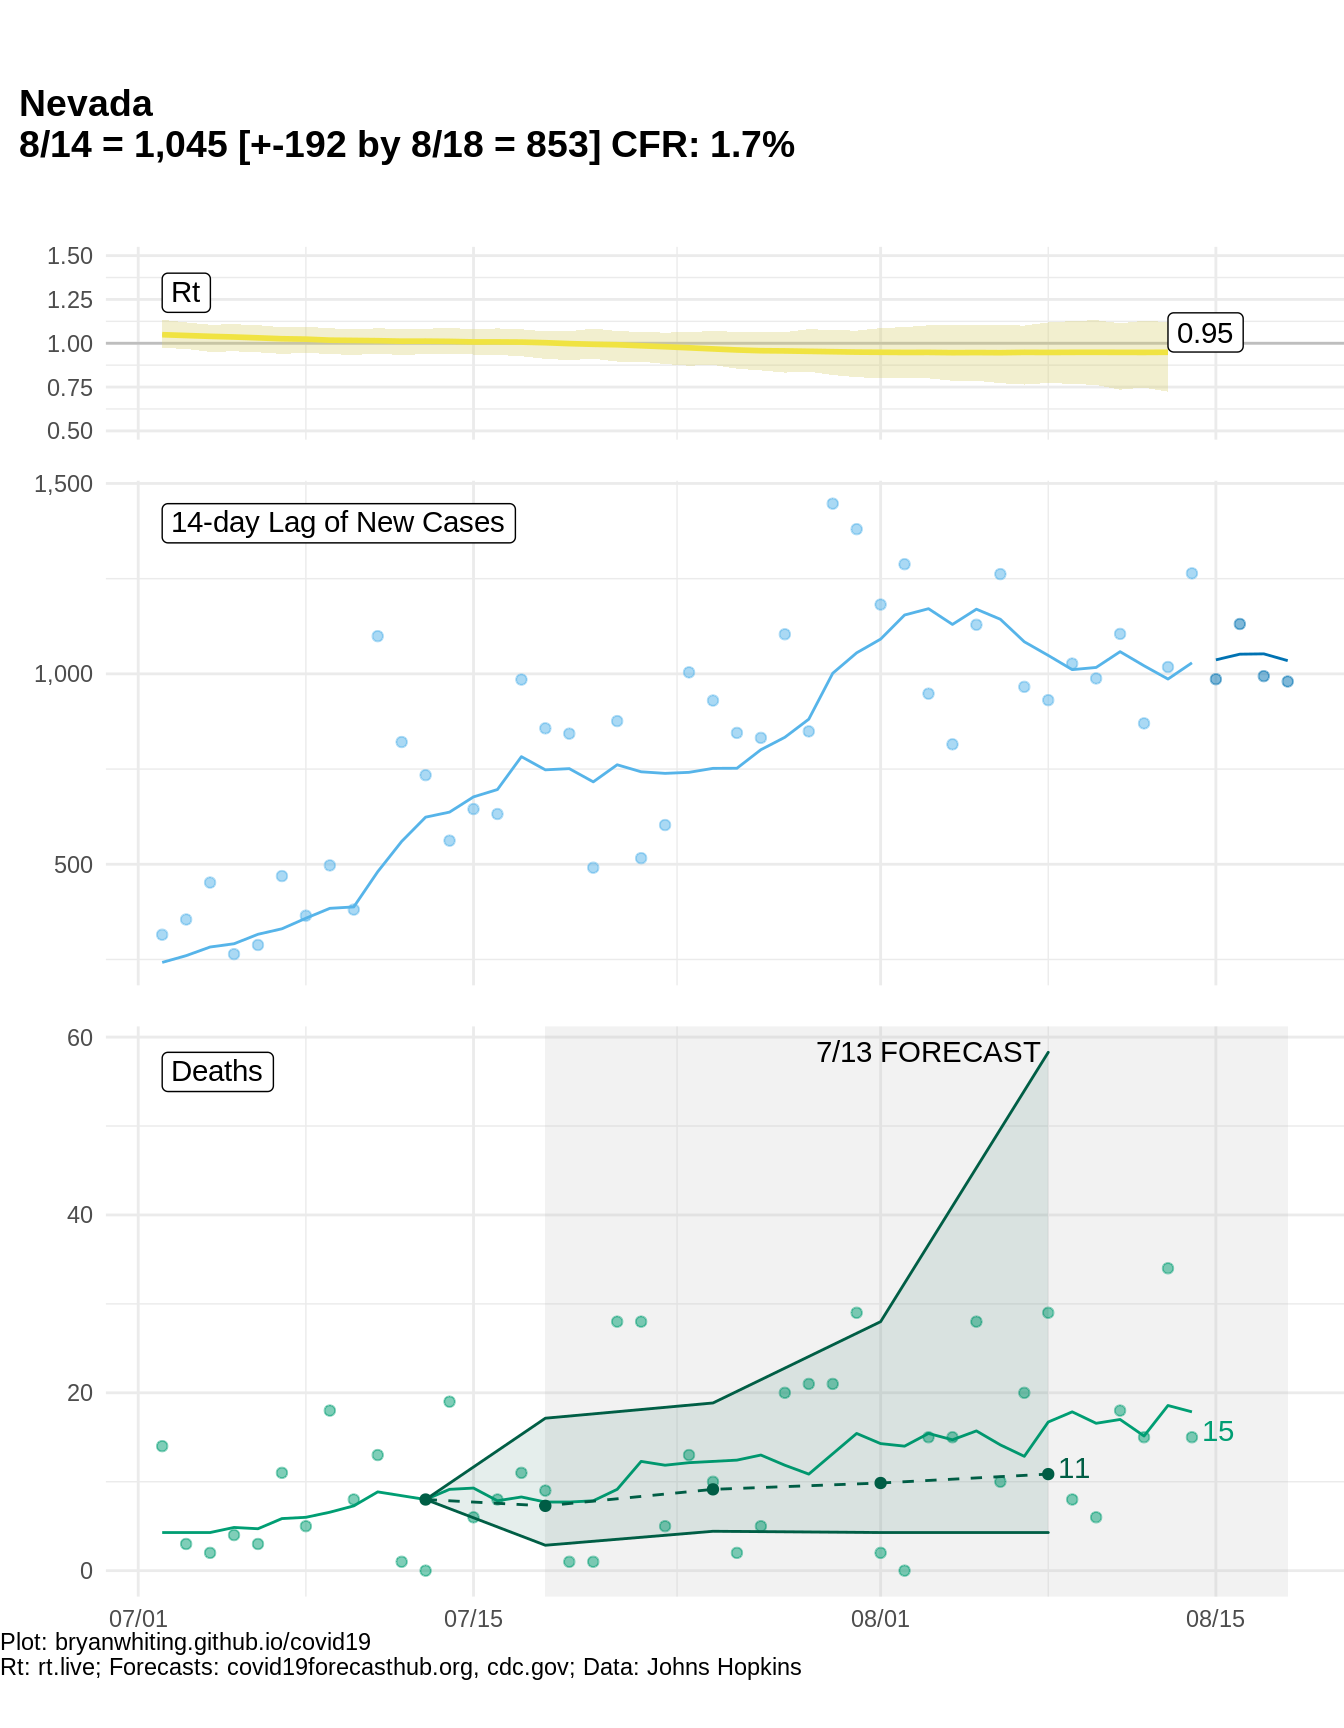 Nevada
8/14 = 1,045 [+-192 by 8/18 = 853] CFR: 1.7%
1.50
1.25
1.00
0.75
0.50
Rt
0.95
1,500
1,000
500
14-day Lag of New Cases
60
40
20
0
Deaths
7/13 FORECAST
15
11
07/01 07/15 08/01 08/15
Plot: bryanwhiting.github.io/covid19
Rt: rt.live; Forecasts: covid19forecasthub.org, cdc.gov; Data: Johns Hopkins